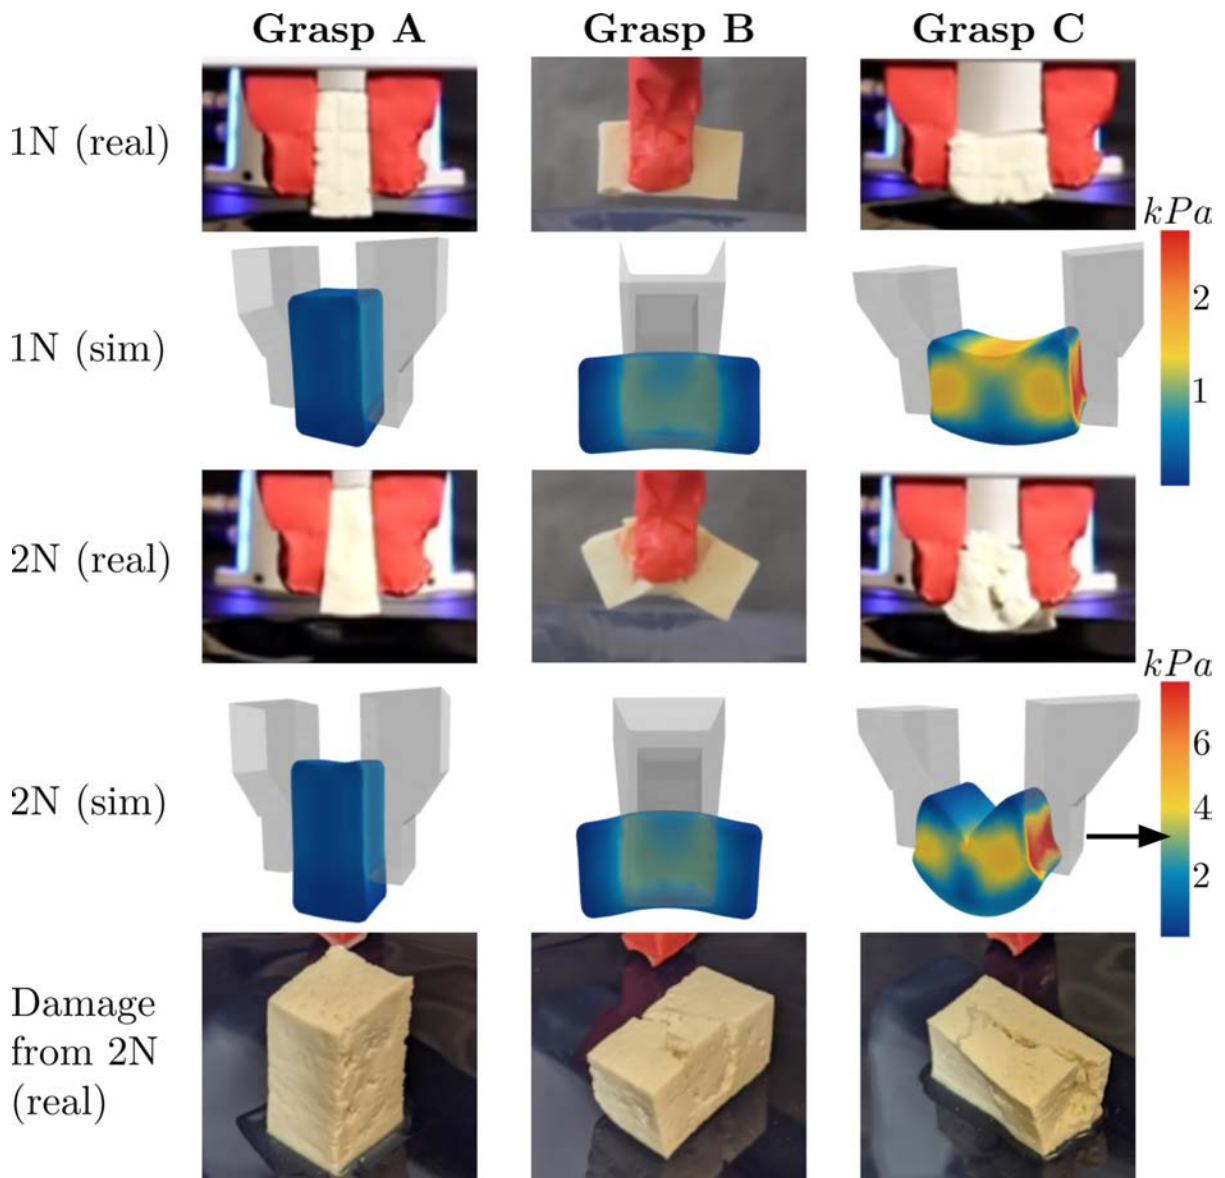 Grasp A Grasp B Grasp C
1N (real)
kPa
2
1N (sim)
1
2N (real)
kPa
6
2N (sim)
4
2
Damage
from 2N
(real)